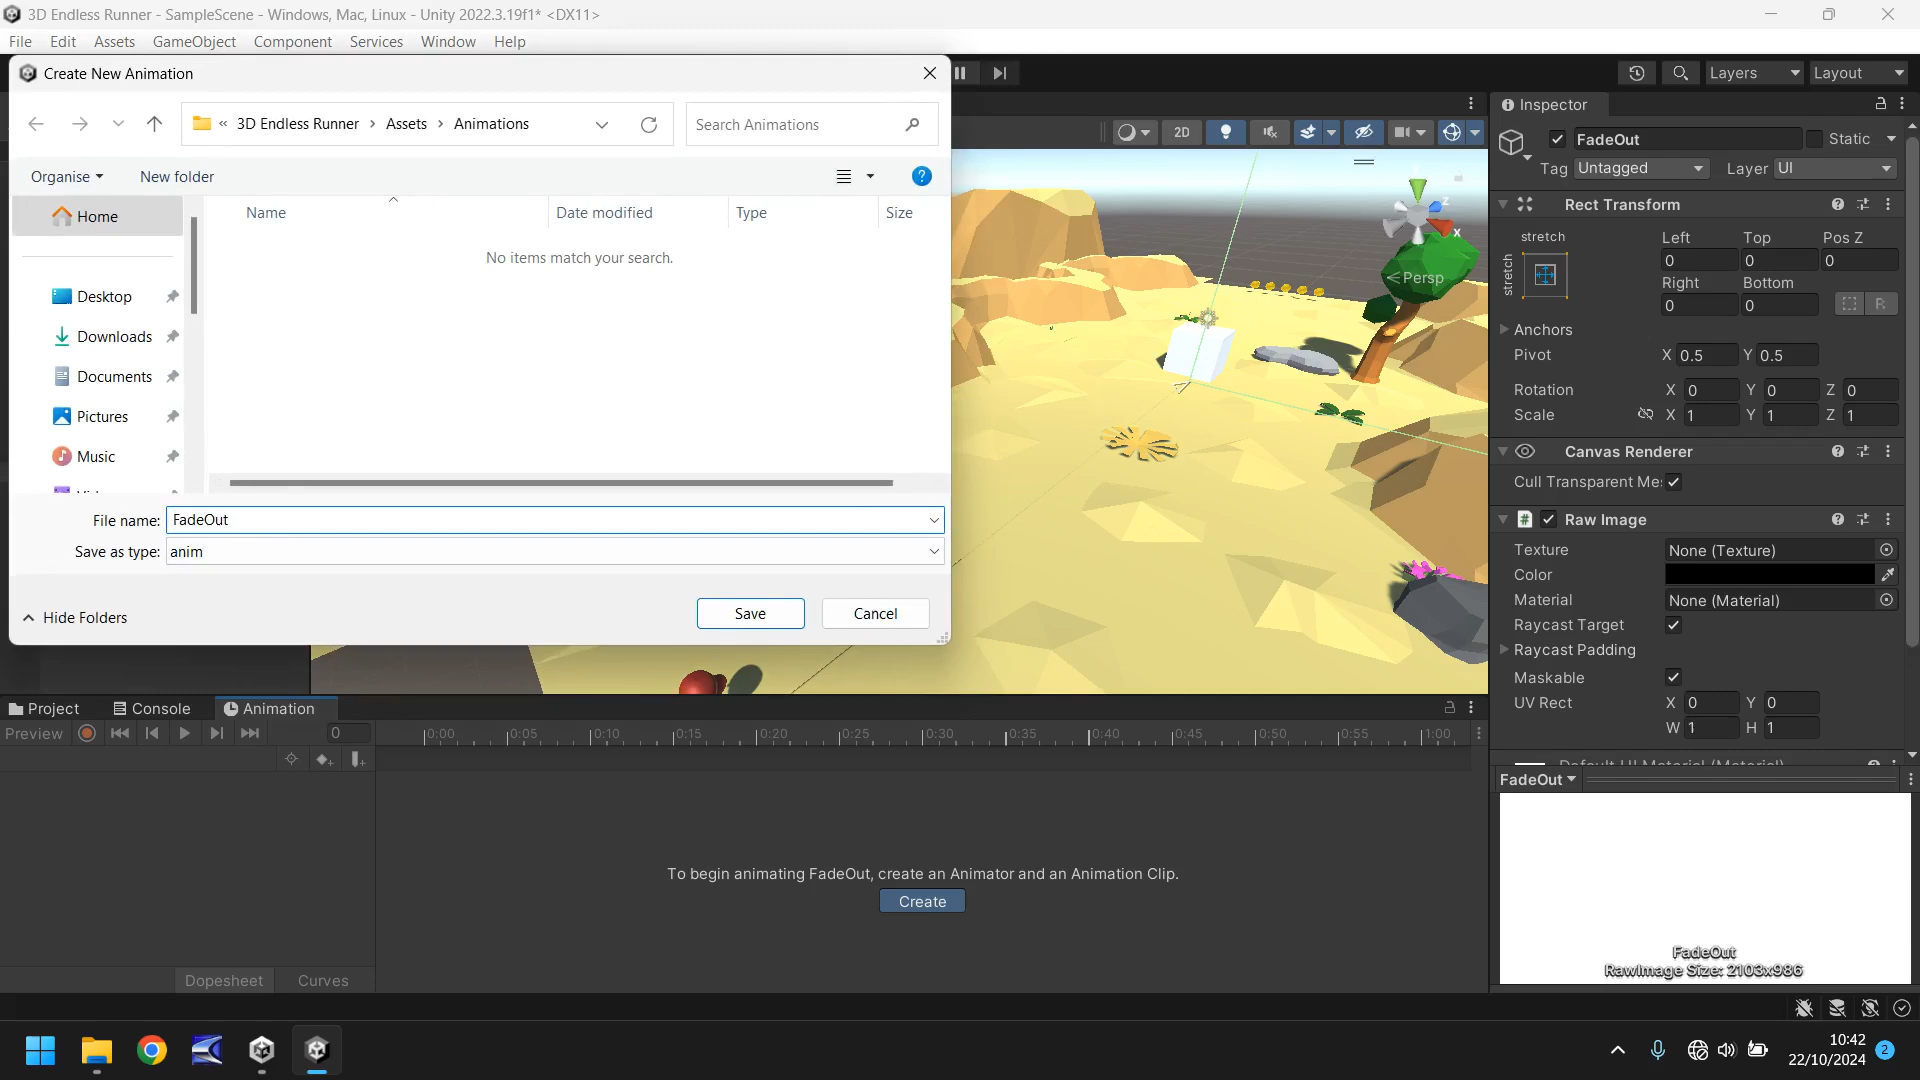 3D Endless Runner - SampleScene - Windows, Mac, Linux - Unity 2022.3.19f1* <DX11>
File Edit Assets GameObject Component Services Window Help
Create New Animation
Layers Layout
« 3D Endless Runner > Assets > Animations
Search Animations
Organise New folder
Name Date modified Type Size
No items match your search.
Home
Desktop
Downloads
Documents
Pictures
Music
File name: FadeOut
Save as type: anim
Hide Folders
Save Cancel
2D
Z
X
<Persp
Inspector
FadeOut Static
Tag Untagged Layer UI
Rect Transform
stretch
stretch
Left Top Pos Z
0 0 0
Right Bottom
0 0
R
Anchors
Pivot X 0.5 Y 0.5
Rotation X 0 Y 0 Z 0
Scale X 1 Y 1 Z 1
Canvas Renderer
Cull Transparent Me
Raw Image
Texture None (Texture)
Color
Material None (Material)
Raycast Target
Raycast Padding
Maskable
UV Rect X 0 Y 0
W 1 H 1
Default UI Material (Material)
FadeOut
FadeOut
RawImage Size: 2103x986
Project Console Animation
Preview 0
0:00 0:05 0:10 0:15 0:20 0:25 0:30 0:35 0:40 0:45 0:50 0:55 1:00
To begin animating FadeOut, create an Animator and an Animation Clip.
Create
Dopesheet Curves
10:42
22/10/2024
2